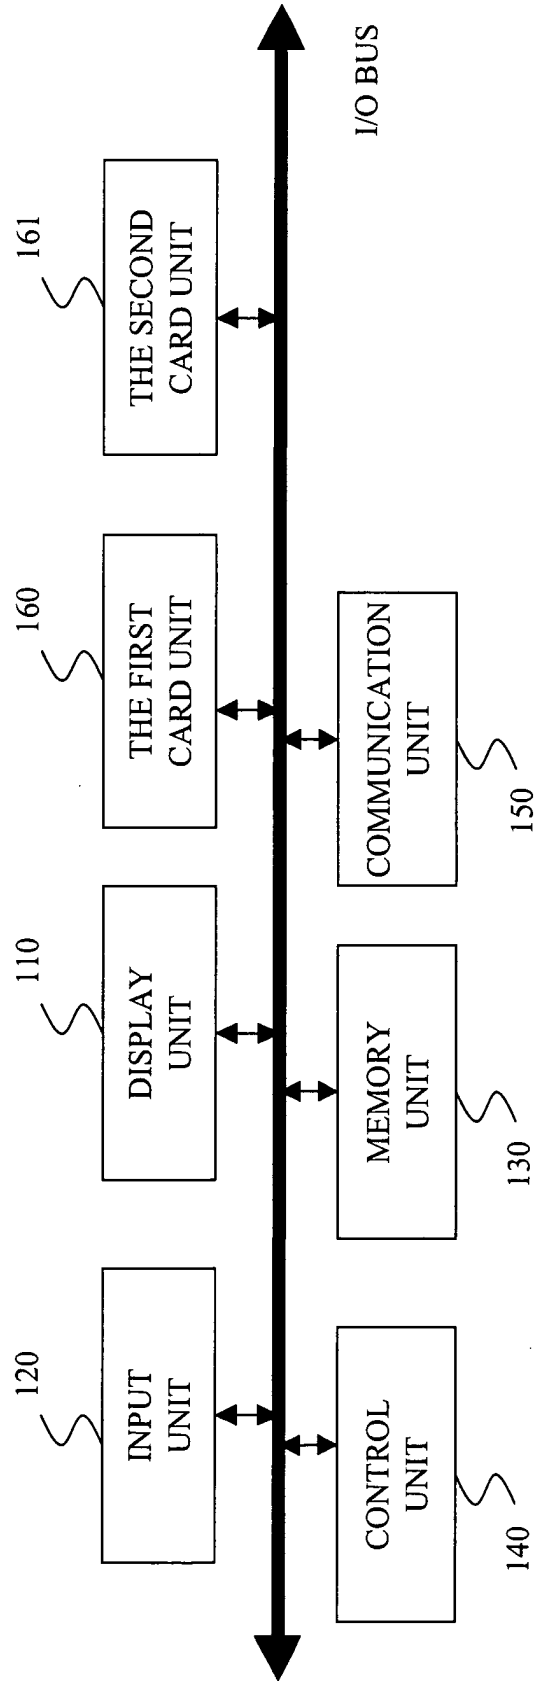 120
INPUT
UNIT
110
DISPLAY
UNIT
160
THE FIRST
CARD UNIT
161
THE SECOND
CARD UNIT
I/O BUS
CONTROL
UNIT
140
MEMORY
UNIT
130
COMMUNICATION
UNIT
150